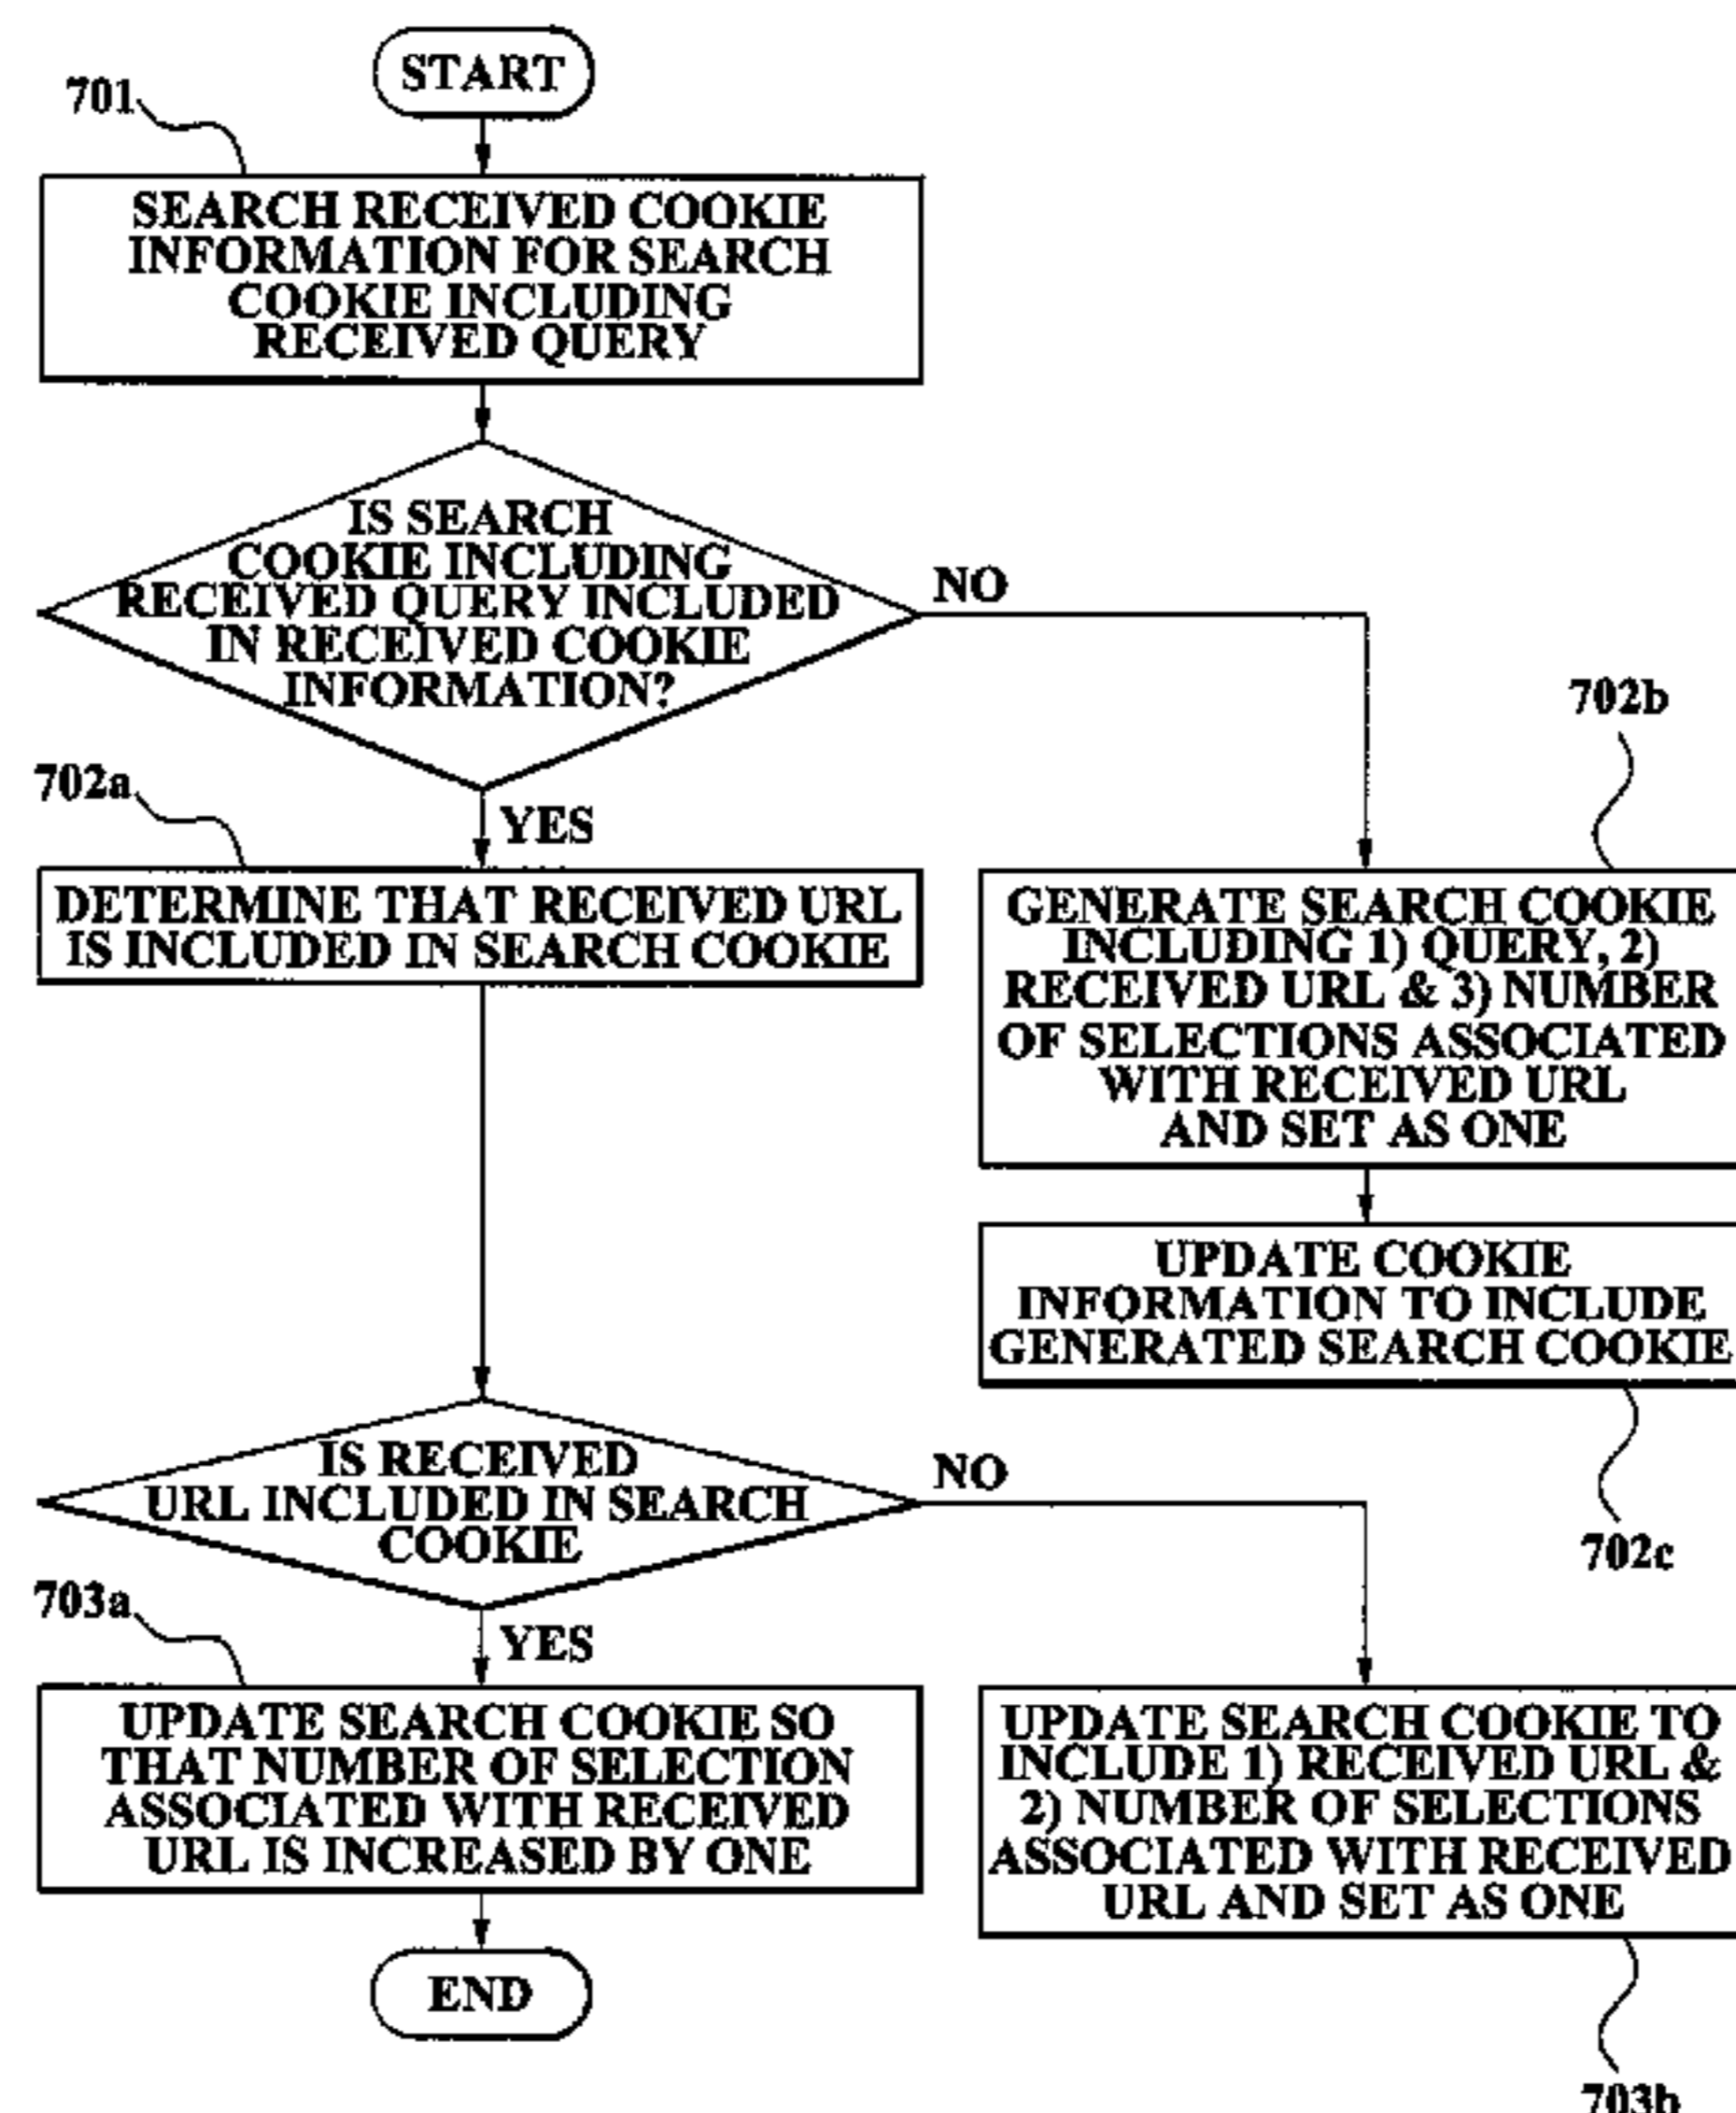 START
701
SEARCH RECEIVED COOKIE
INFORMATION FOR SEARCH
COOKIE INCLUDING
RECEIVED QUERY
IS SEARCH
COOKIE INCLUDING
RECEIVED QUERY INCLUDED
IN RECEIVED COOKIE
INFORMATION?
NO
YES
702a
DETERMINE THAT RECEIVED URL
IS INCLUDED IN SEARCH COOKIE
702b
GENERATE SEARCH COOKIE
INCLUDING 1) QUERY, 2)
RECEIVED URL & 3) NUMBER
OF SELECTIONS ASSOCIATED
WITH RECEIVED URL
AND SET AS ONE
UPDATE COOKIE
INFORMATION TO INCLUDE
GENERATED SEARCH COOKIE
702c
IS RECEIVED
URL INCLUDED IN SEARCH
COOKIE
NO
YES
703a
UPDATE SEARCH COOKIE SO
THAT NUMBER OF SELECTION
ASSOCIATED WITH RECEIVED
URL IS INCREASED BY ONE
UPDATE SEARCH COOKIE TO
INCLUDE 1) RECEIVED URL &
2) NUMBER OF SELECTIONS
ASSOCIATED WITH RECEIVED
URL AND SET AS ONE
703b
END